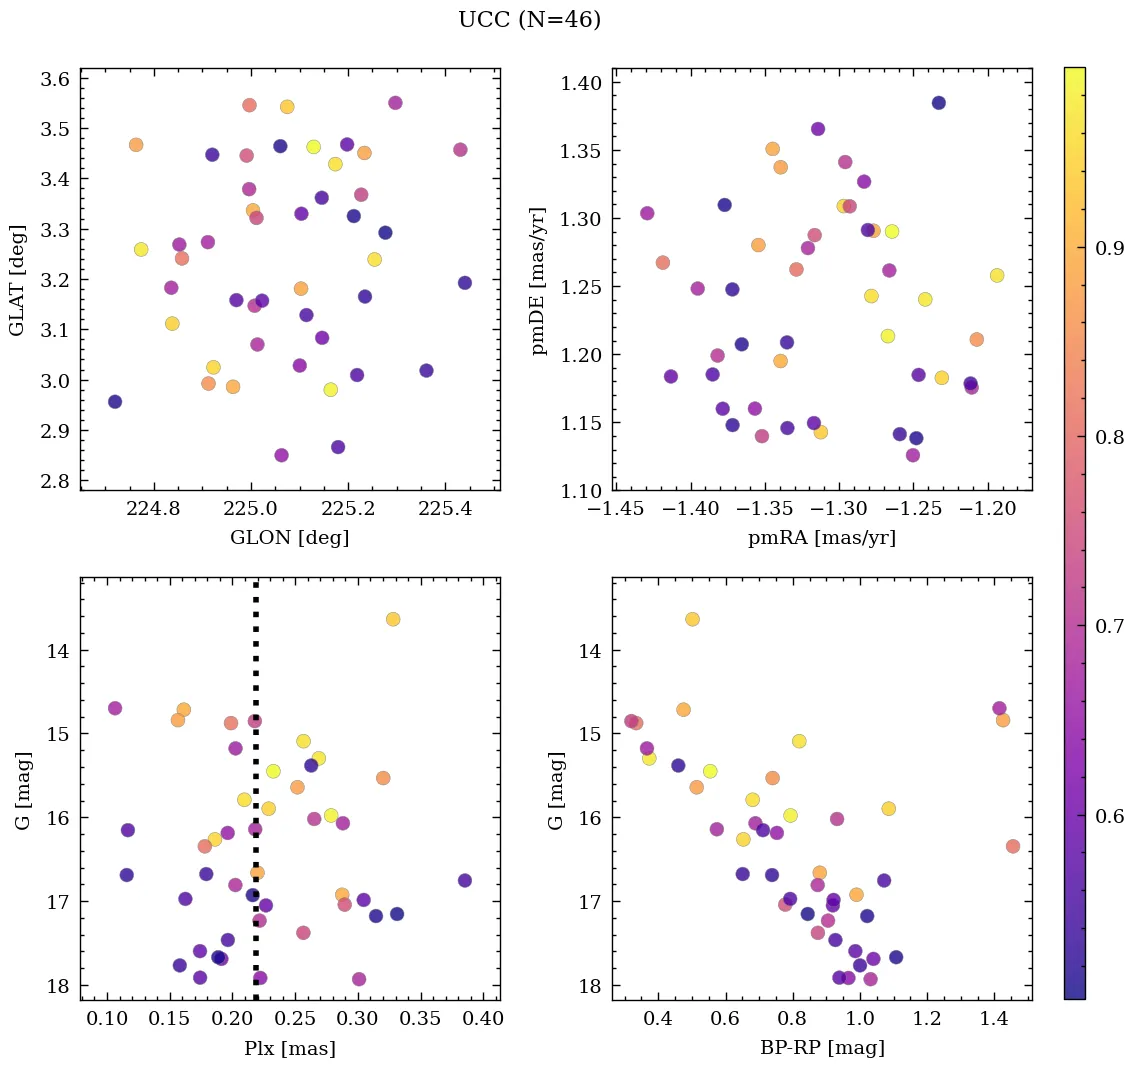 UCC (N=46)
3.6
3.5
3.4
3.3
3.2
3.1
3.0
2.9
2.8
GLAT [deg]
224.8 225.0 225.2 225.4
GLON [deg]
1.40
1.35
1.30
1.25
1.20
1.15
1.10
pmDE [mas/yr]
−1.45 −1.40 −1.35 −1.30 −1.25 −1.20
pmRA [mas/yr]
14
15
16
17
18
G [mag]
0.10 0.15 0.20 0.25 0.30 0.35 0.40
Plx [mas]
14
15
16
17
18
G [mag]
0.4 0.6 0.8 1.0 1.2 1.4
BP-RP [mag]
0.9
0.8
0.7
0.6